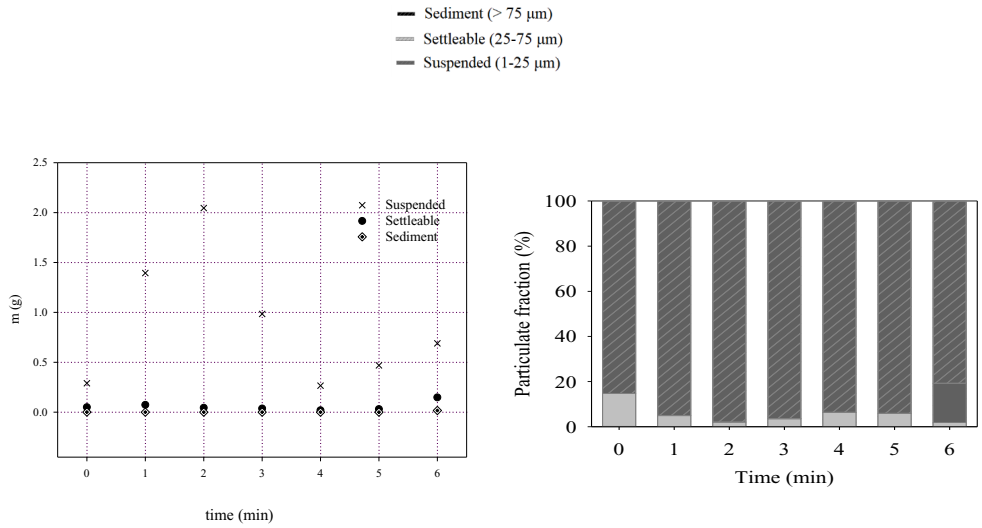 Sediment (> 75 μm)
Settleable (25-75 μm)
Suspended (1-25 μm)
2.5
2.0
1.5
1.0
0.5
0.0
m (g)
Suspended
Settleable
Sediment
0 1 2 3 4 5 6
time (min)
100
80
60
40
20
0
Particulate fraction (%)
0 1 2 3 4 5 6
Time (min)